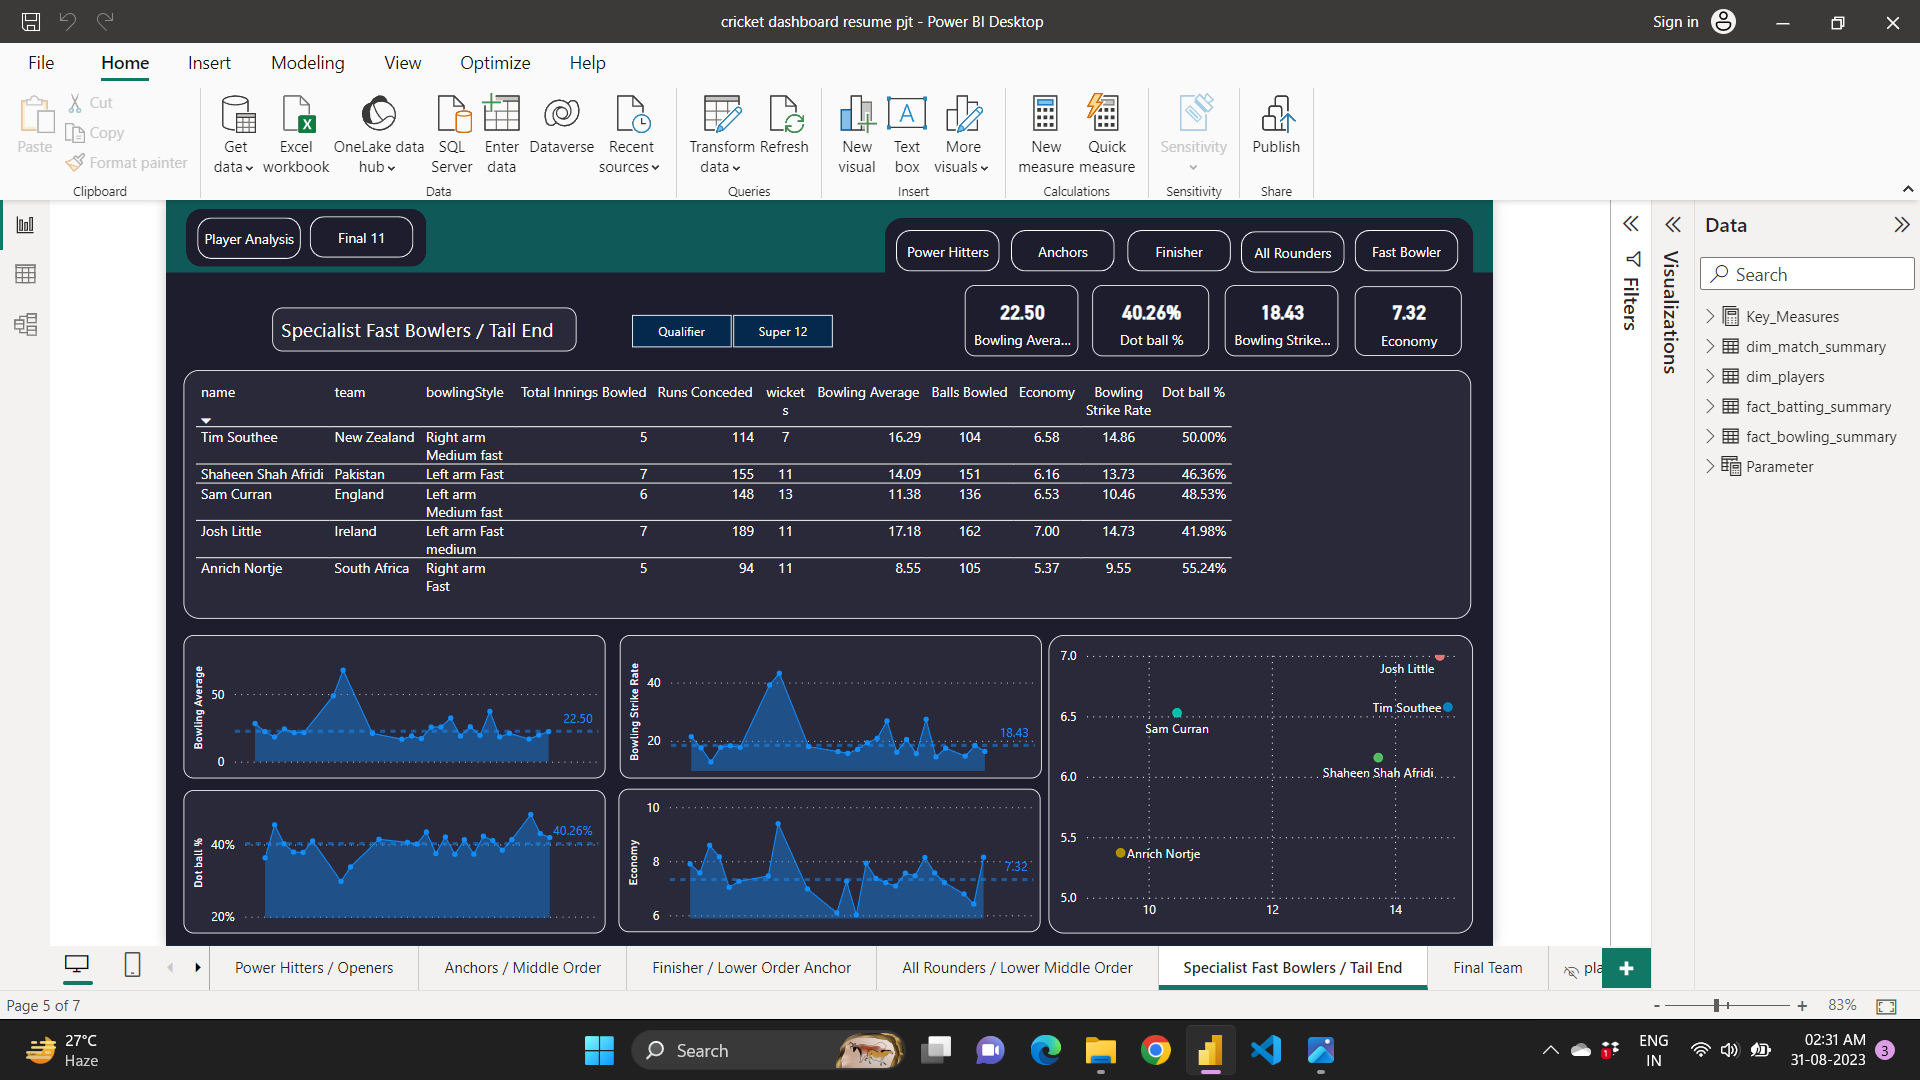 cricket dashboard resume pjt - Power BI Desktop
Sign in
File Home Insert Modeling View Optimize Help
Paste
Cut
Copy
Format painter
Clipboard
Get data
Excel workbook
OneLake data hub
SQL Server
Enter data
Dataverse
Recent sources
Data
Transform data
Refresh
Queries
New visual
Text box
More visuals
Insert
New measure
Quick measure
Calculations
Sensitivity
Sensitivity
Publish
Share
Player Analysis
Final 11
Power Hitters
Anchors
Finisher
All Rounders
Fast Bowler
Specialist Fast Bowlers / Tail End
Qualifier
Super 12
22.50
Bowling Avera...
40.26%
Dot ball %
18.43
Bowling Strike...
7.32
Economy
name team bowlingStyle Total Innings Bowled Runs Conceded wickets Bowling Average Balls Bowled Economy Bowling Strike Rate Dot ball %
Tim Southee New Zealand Right arm Medium fast 5 114 7 16.29 104 6.58 14.86 50.00%
Shaheen Shah Afridi Pakistan Left arm Fast 7 155 11 14.09 151 6.16 13.73 46.36%
Sam Curran England Left arm Medium fast 6 148 13 11.38 136 6.53 10.46 48.53%
Josh Little Ireland Left arm Fast medium 7 189 11 17.18 162 7.00 14.73 41.98%
Anrich Nortje South Africa Right arm Fast 5 94 11 8.55 105 5.37 9.55 55.24%
Bowling Average
50
0
22.50
Bowling Strike Rate
40
20
18.43
Dot ball %
40%
20%
40.26%
Economy
10
8
6
7.32
7.0
6.5
6.0
5.5
5.0
10 12 14
Josh Little
Tim Southee
Sam Curran
Shaheen Shah Afridi
Anrich Nortje
Filters
Visualizations
Data
Search
Key_Measures
dim_match_summary
dim_players
fact_batting_summary
fact_bowling_summary
Parameter
Power Hitters / Openers
Anchors / Middle Order
Finisher / Lower Order Anchor
All Rounders / Lower Middle Order
Specialist Fast Bowlers / Tail End
Final Team
pla
Page 5 of 7
- + 83%
27°C
Haze
Search
1
ENG
IN
02:31 AM
31-08-2023
3